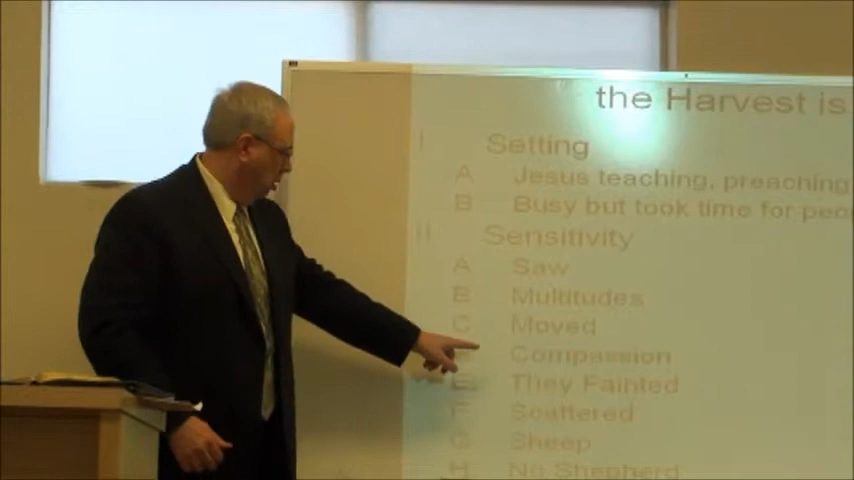 the Harvest is
I Setting
A Jesus teaching, preaching
B Busy but took time for
II Sensitivity
A Saw
B Multitudes
C Moved
Compassion
E They Fainted
F Scattered
G Sheep
H No Shepherd